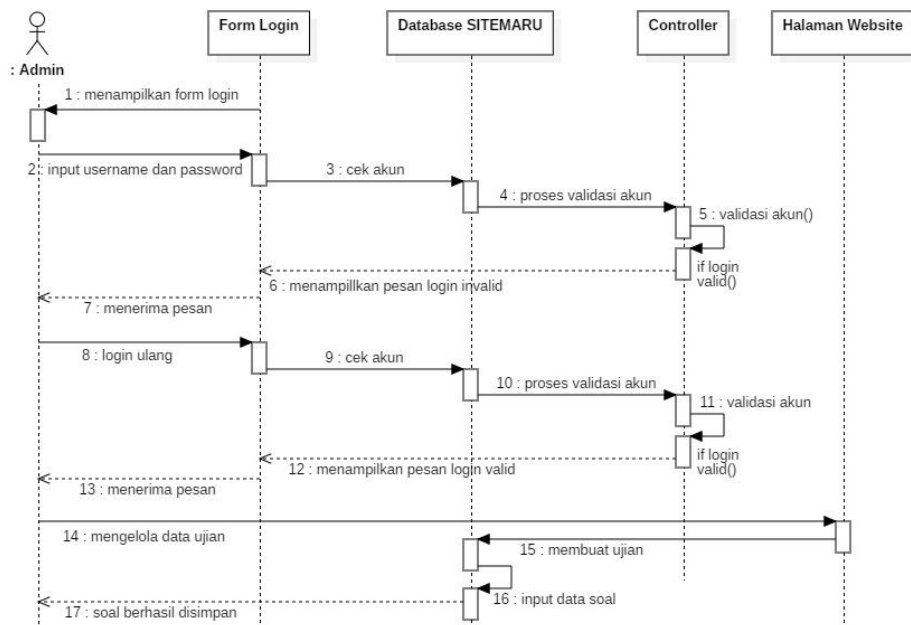 Form Login
Database SITEMARU
Controller
Halaman Website
: Admin
1 : menampilkan form login
2 : input username dan password
3 : cek akun
4 : proses validasi akun
5 : validasi akun()
if login
valid()
6 : menampillkan pesan login invalid
7 : menerima pesan
8 : login ulang
9 : cek akun
10 : proses validasi akun
11 : validasi akun
if login
valid()
12 : menampilkan pesan login valid
13 : menerima pesan
14 : mengelola data ujian
15 : membuat ujian
16 : input data soal
17 : soal berhasil disimpan